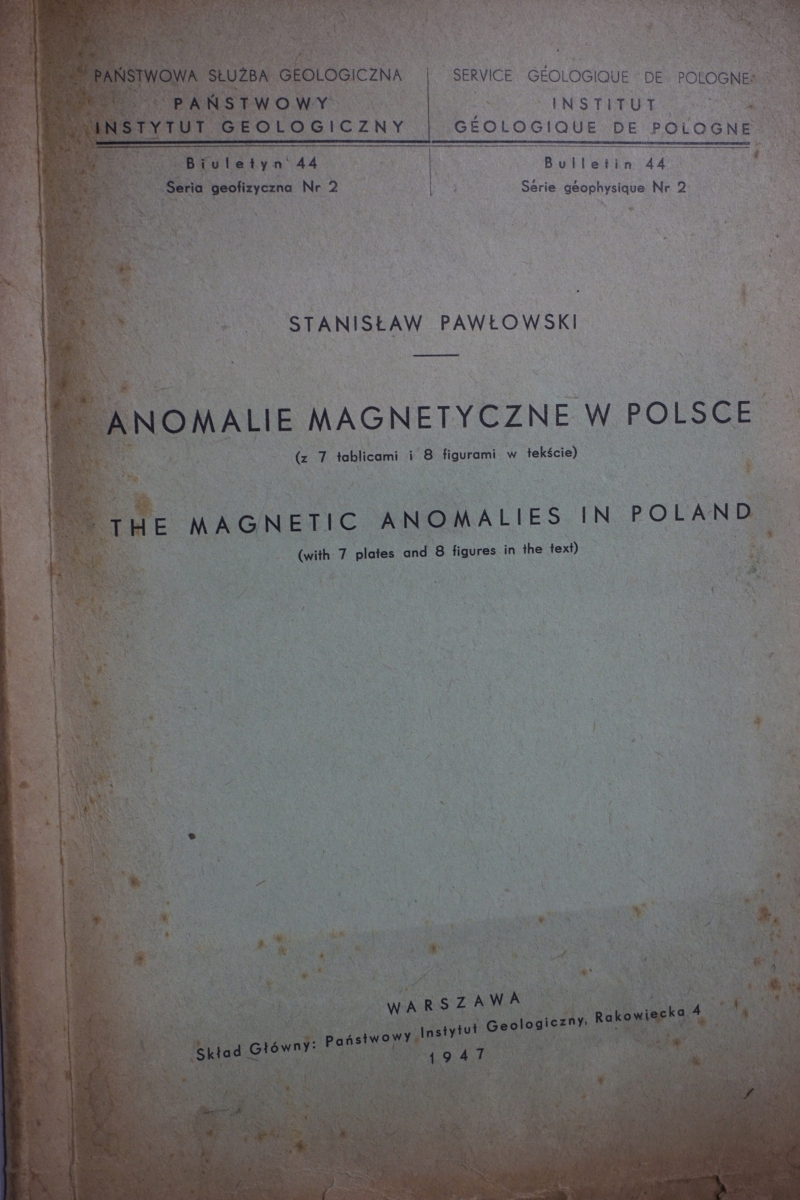 PAŃSTWOWA SŁUŻBA GEOLOGICZNA
PAŃSTWOWY
INSTYTUT GEOLOGICZNY
Biuletyn 44
Seria geofizyczna Nr 2
SERVICE GÉOLOGIQUE DE POLOGNE
INSTITUT
GÉOLOGIQUE DE POLOGNE
Bulletin 44
Série géophysique Nr 2
STANISŁAW PAWŁOWSKI
ANOMALIE MAGNETYCZNE W POLSCE
(z 7 tablicami i 8 figurami w tekście)
THE MAGNETIC ANOMALIES IN POLAND
(with 7 plates and 8 figures in the text)
WARSZAWA
Skład Główny: Państwowy Instytut Geologiczny, Rakowiecka 4
1947